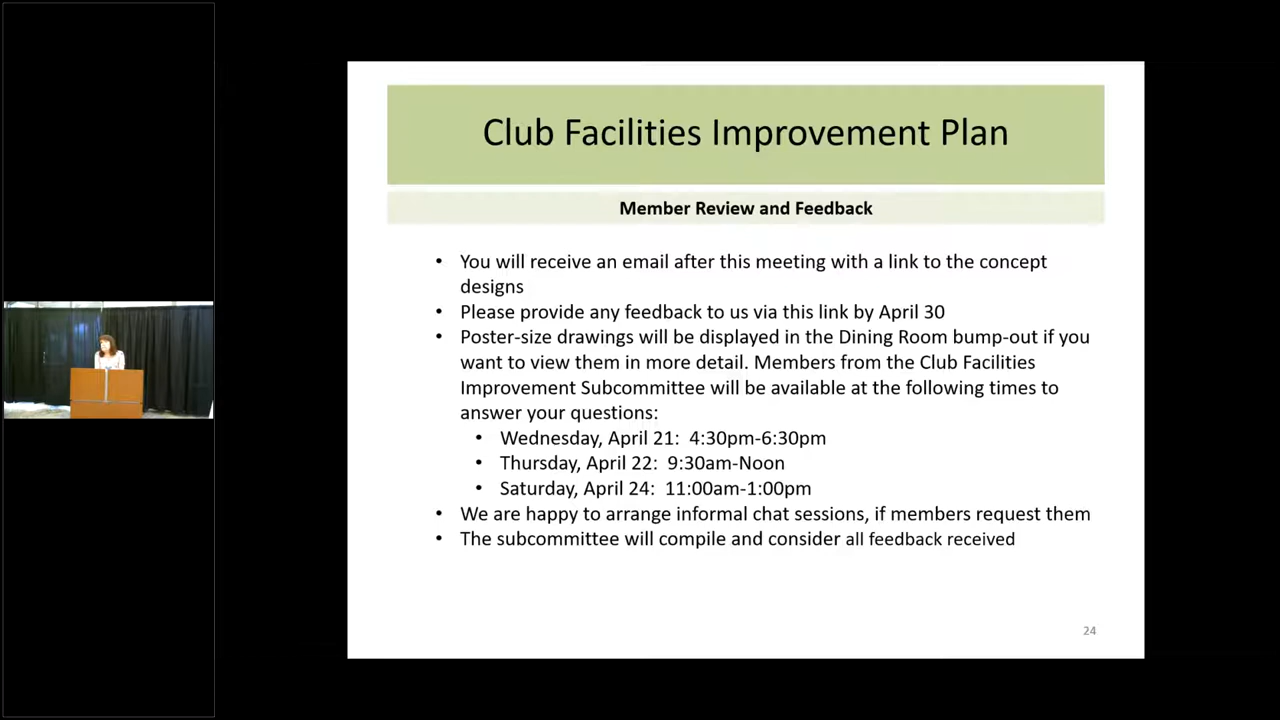 Club Facilities Improvement Plan
Member Review and Feedback
• You will receive an email after this meeting with a link to the concept
designs
• Please provide any feedback to us via this link by April 30
• Poster-size drawings will be displayed in the Dining Room bump-out if you
want to view them in more detail. Members from the Club Facilities
Improvement Subcommittee will be available at the following times to
answer your questions:
• Wednesday, April 21: 4:30pm-6:30pm
• Thursday, April 22: 9:30am-Noon
• Saturday, April 24: 11:00am-1:00pm
• We are happy to arrange informal chat sessions, if members request them
• The subcommittee will compile and consider all feedback received
24